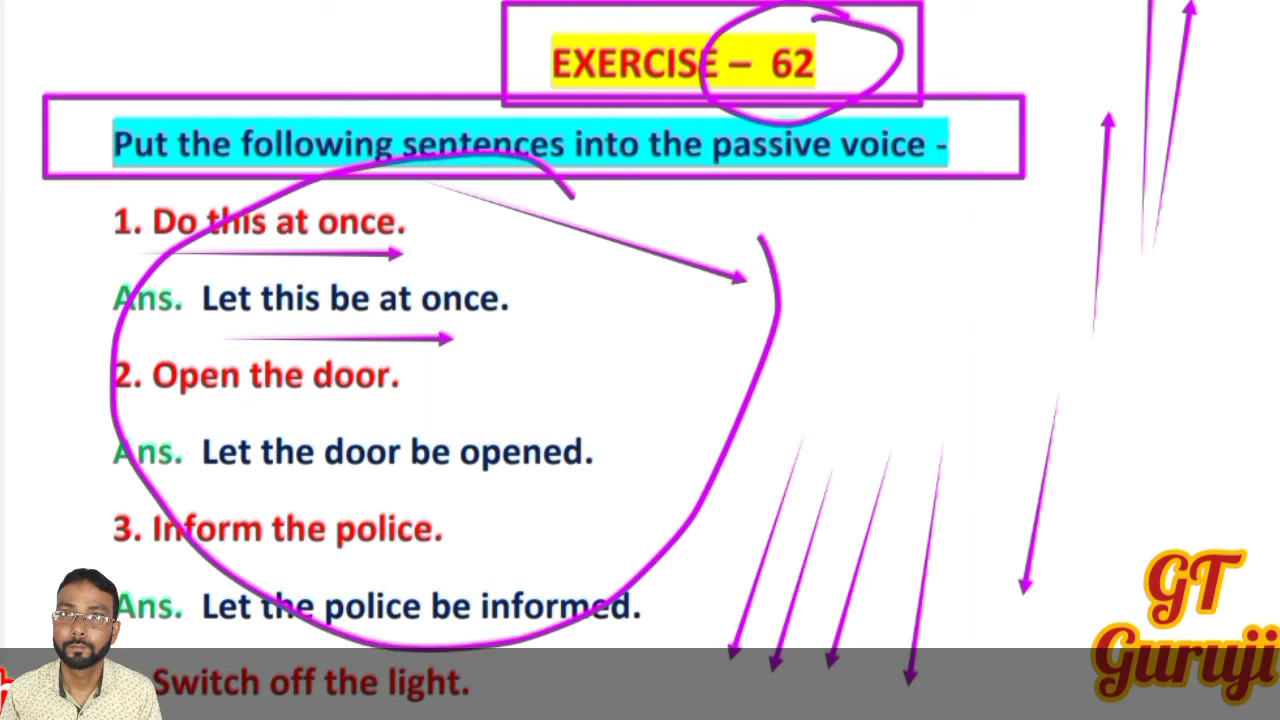 EXERCISE – 62
Put the following sentences into the passive voice -
1. Do this at once.
Ans. Let this be at once.
2. Open the door.
Ans. Let the door be opened.
3. Inform the police.
Ans. Let the police be informed.
Switch off the light.
GT
Guruji